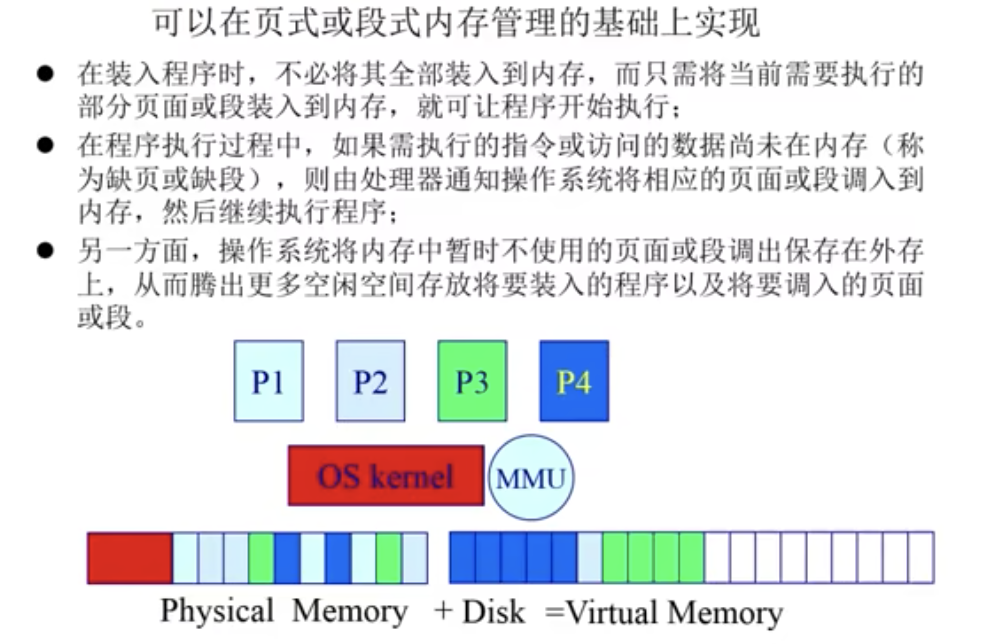 可以在页式或段式内存管理的基础上实现
● 在装入程序时，不必将其全部装入到内存，而只需将当前需要执行的
部分页面或段装入到内存，就可让程序开始执行；
● 在程序执行过程中，如果需执行的指令或访问的数据尚未在内存（称
为缺页或缺段），则由处理器通知操作系统将相应的页面或段调入到
内存，然后继续执行程序；
● 另一方面，操作系统将内存中暂时不使用的页面或段调出保存在外存
上，从而腾出更多空闲空间存放将要装入的程序以及将要调入的页面
或段。
P1 P2 P3 P4
OS kernel MMU
Physical Memory + Disk =Virtual Memory